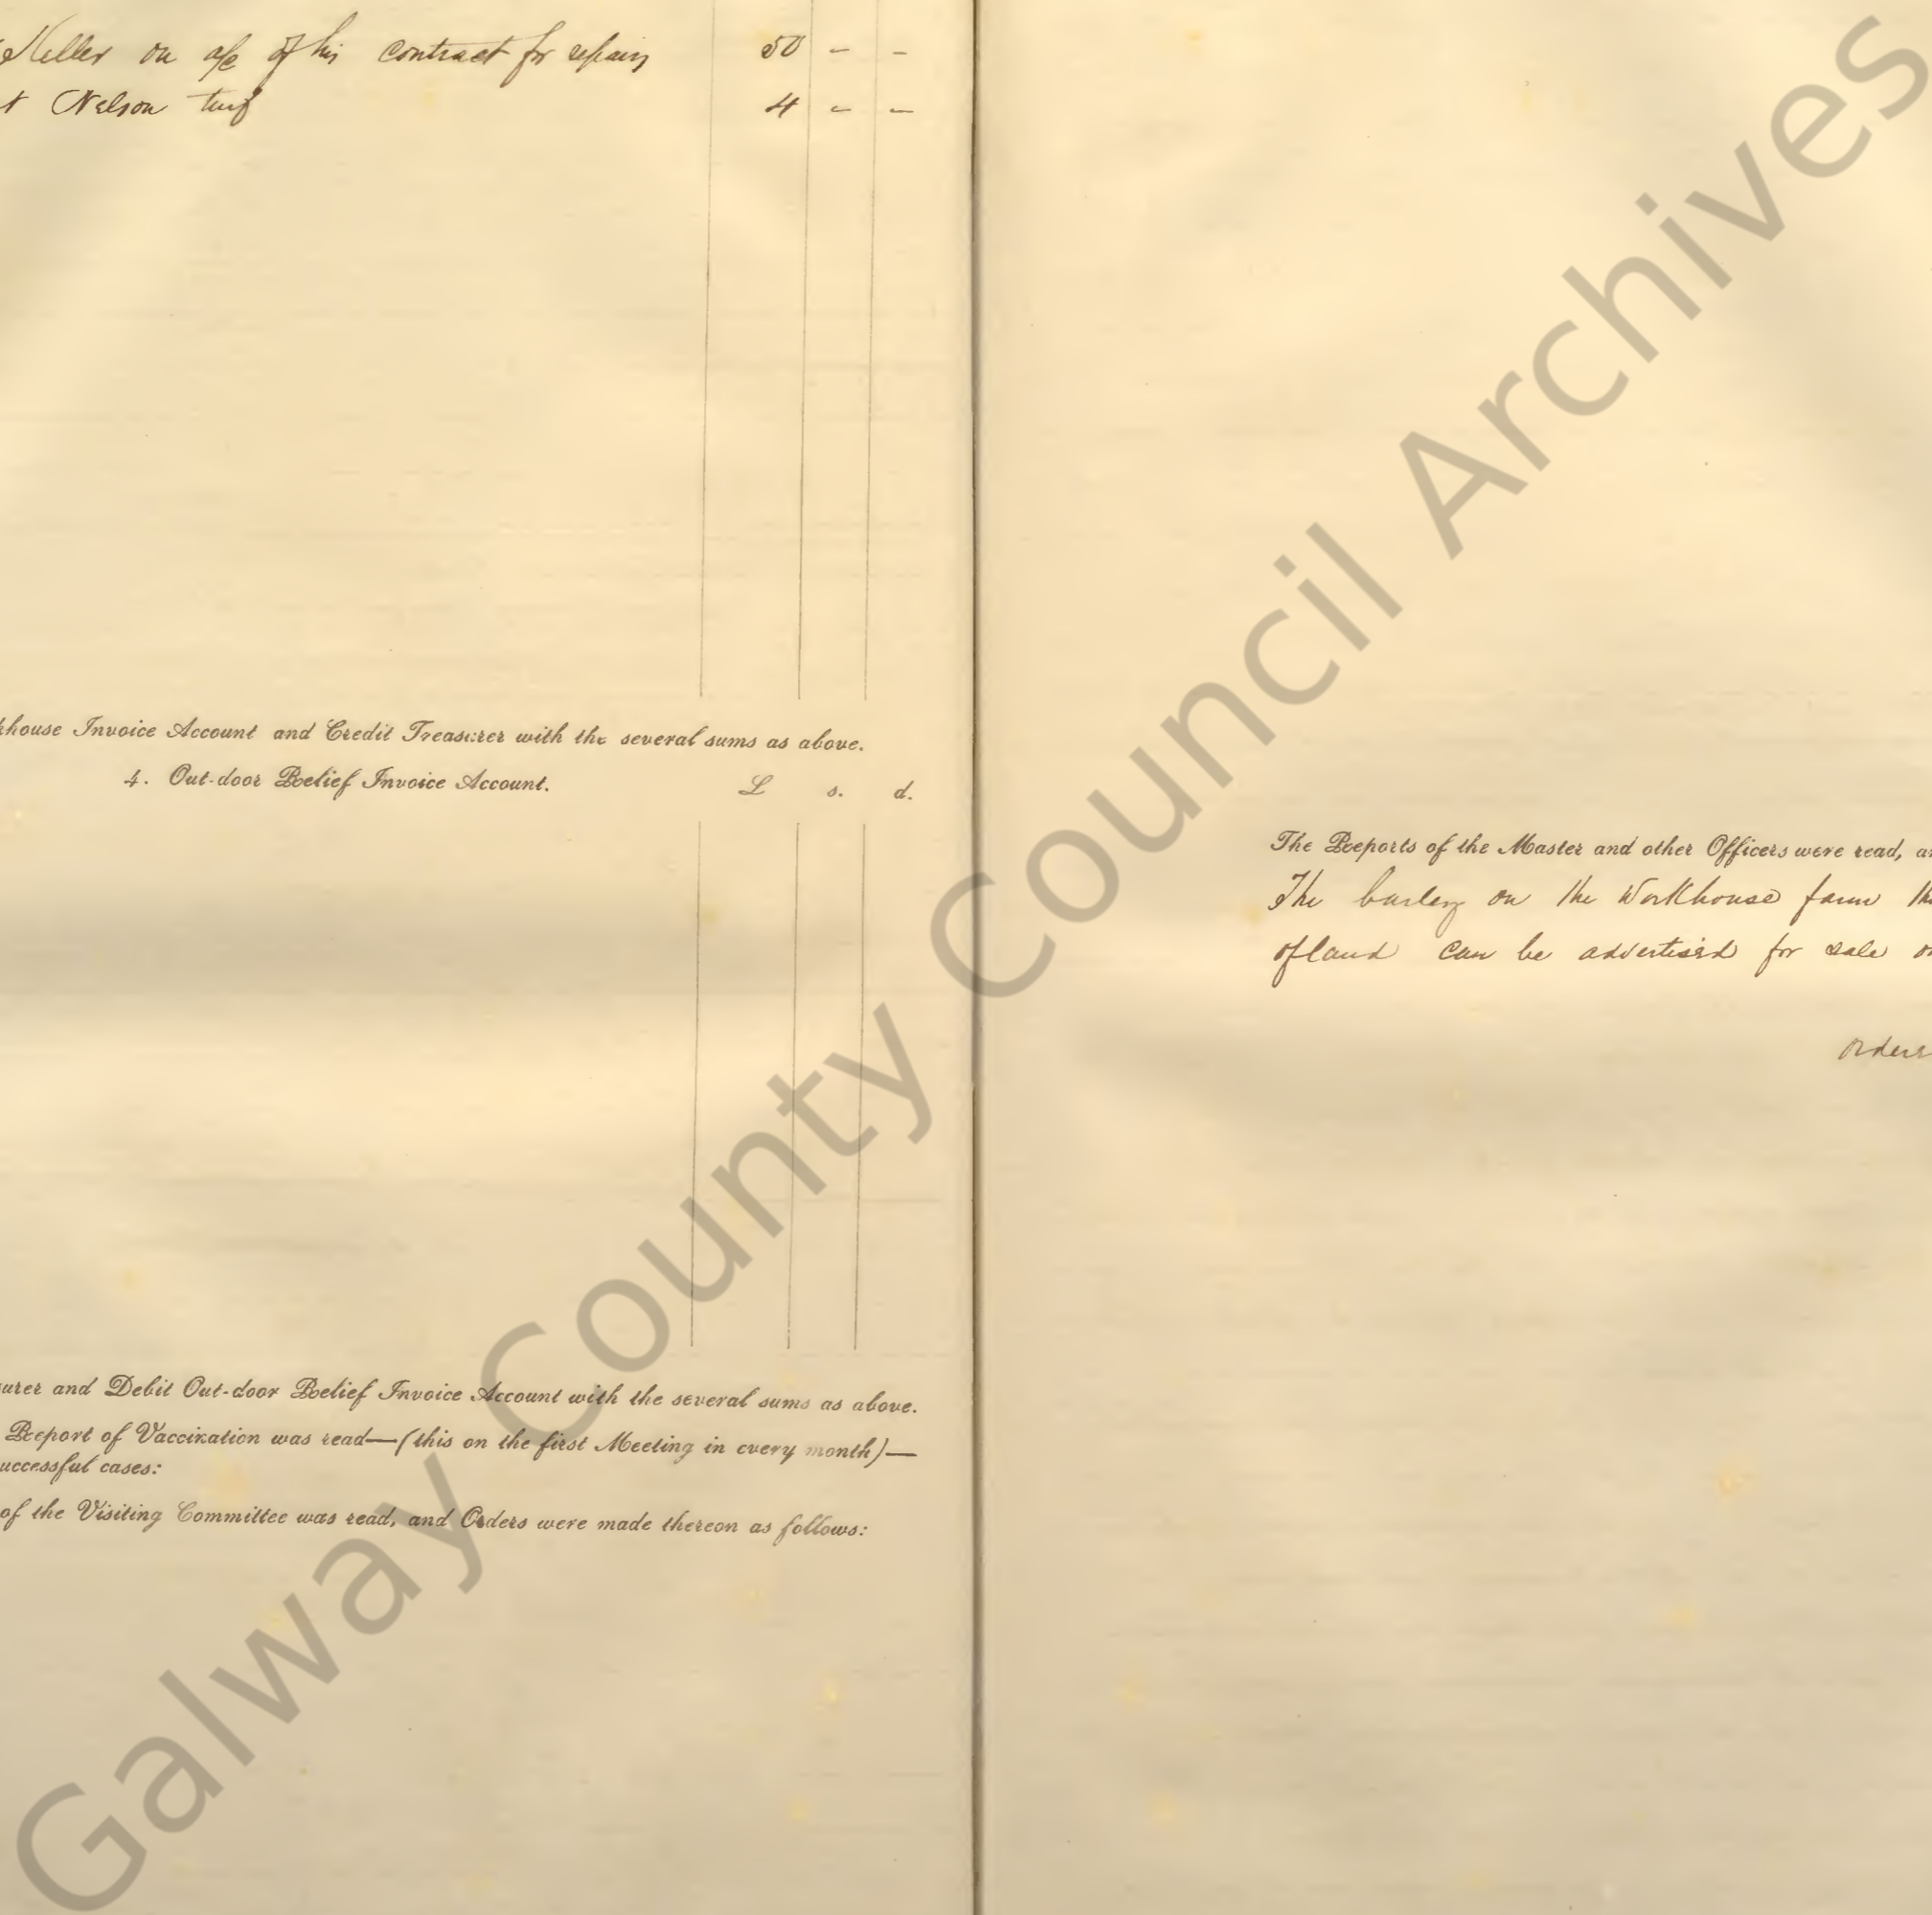 Keller on a/c of his contract for repairs 50 - -
t Nelson turf 4 - -
khouse Invoice Account and Credit Treasurer with the several sums as above.
4. Out-door Relief Invoice Account. £ s. d.
urer and Debit Out-door Relief Invoice Account with the several sums as above.
Report of Vaccination was read—(this on the first Meeting in every month)—
uccessful cases:
of the Visiting Committee was read, and Orders were made thereon as follows:
The Reports of the Master and other Officers were read, a
The barley on the Workhouse farm th
of land can be advertised for sale o
Orders
Galway County Council Archives